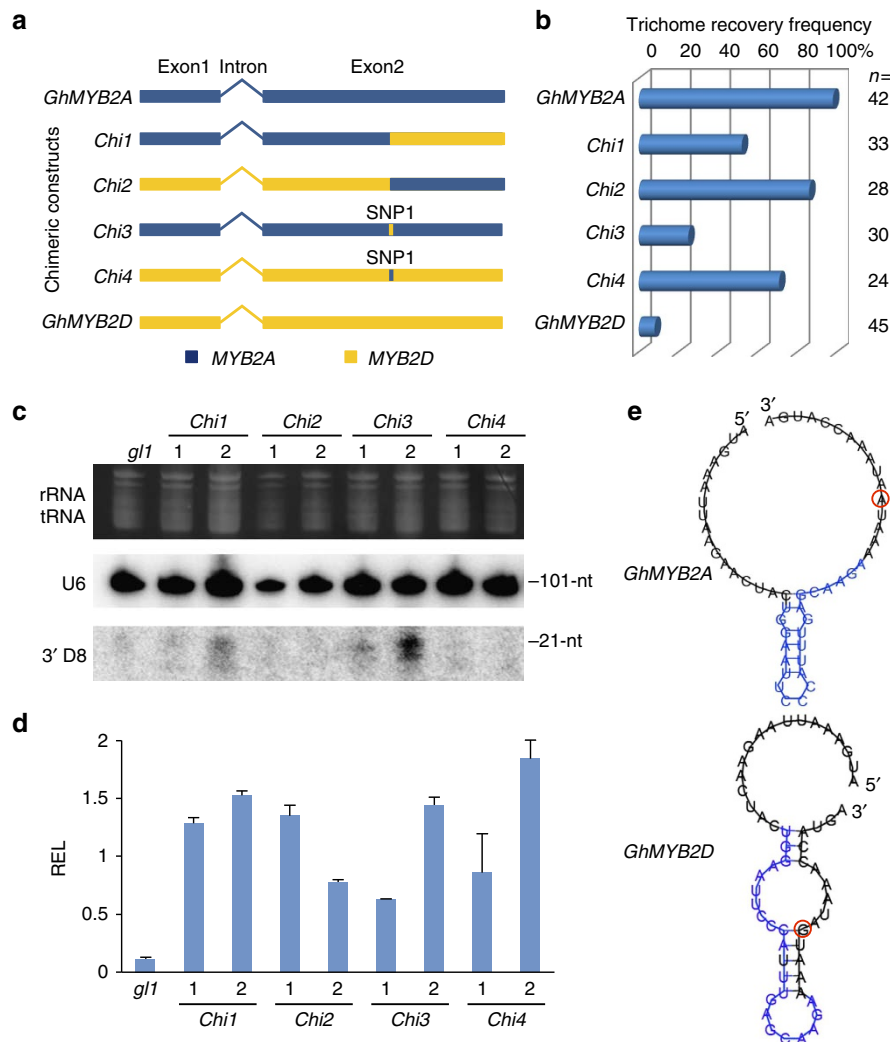 a
Exon1 Intron Exon2
GhMYB2A
Chi1
Chi2
SNP1
Chi3
SNP1
Chi4
GhMYB2D
Chimeric constructs
MYB2A MYB2D
b
Trichome recovery frequency
0 20 40 60 80 100%
n=
GhMYB2A 42
Chi1 33
Chi2 28
Chi3 30
Chi4 24
GhMYB2D 45
c
Chi1 Chi2 Chi3 Chi4
gl1 1 2 1 2 1 2 1 2
rRNA
tRNA
U6 –101-nt
3′ D8 –21-nt
d
REL
2
1.5
1
0.5
0
gl1 1 2 1 2 1 2 1 2
Chi1 Chi2 Chi3 Chi4
e
5′ 3′
GhMYB2A
5′
3′
GhMYB2D